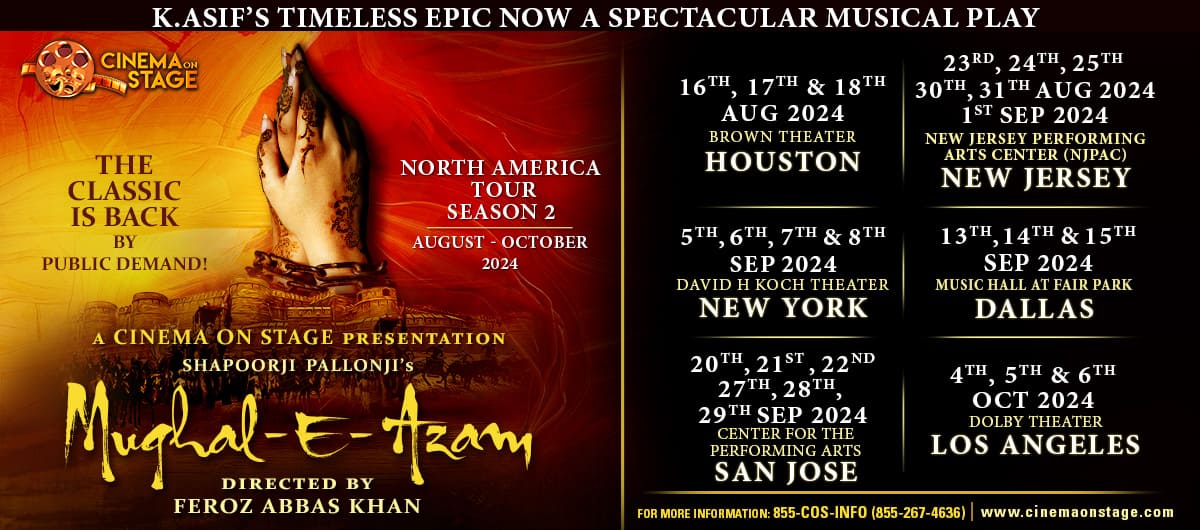 K.ASIF'S TIMELESS EPIC NOW A SPECTACULAR MUSICAL PLAY
CINEMA ON
STAGE
THE
CLASSIC
IS BACK
BY
PUBLIC DEMAND!
NORTH AMERICA
TOUR
SEASON 2
AUGUST - OCTOBER
2024
A CINEMA ON STAGE PRESENTATION
SHAPOORJI PALLONJI's
Mughal-E-Azam
DIRECTED BY
FEROZ ABBAS KHAN
16TH, 17TH & 18TH
AUG 2024
BROWN THEATER
HOUSTON
23RD, 24TH, 25TH
30TH, 31TH AUG 2024
1ST SEP 2024
NEW JERSEY PERFORMING
ARTS CENTER (NJPAC)
NEW JERSEY
5TH, 6TH, 7TH & 8TH
SEP 2024
DAVID H KOCH THEATER
NEW YORK
13TH, 14TH & 15TH
SEP 2024
MUSIC HALL AT FAIR PARK
DALLAS
20TH, 21ST, 22ND
27TH, 28TH,
29TH SEP 2024
CENTER FOR THE
PERFORMING ARTS
SAN JOSE
4TH, 5TH & 6TH
OCT 2024
DOLBY THEATER
LOS ANGELES
FOR MORE INFORMATION: 855-COS-INFO (855-267-4636) | www.cinemaonstage.com